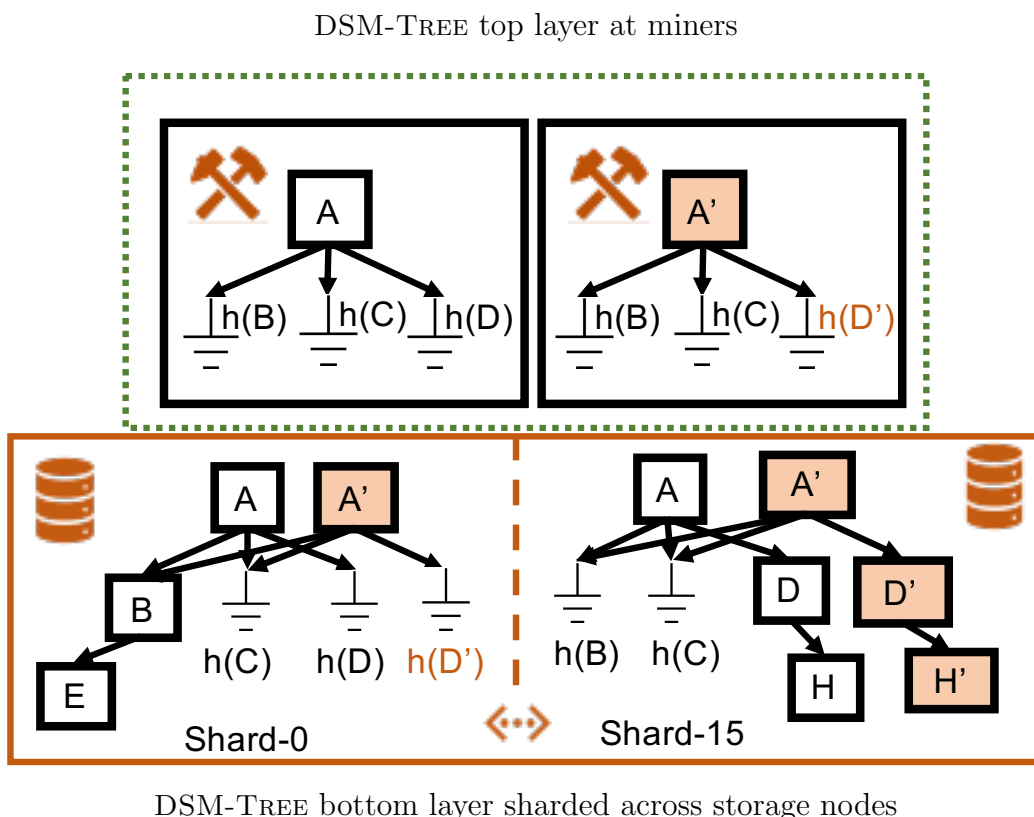 DSM-TREE top layer at miners
A
A’
h(B) h(C) h(D)
h(B) h(C) h(D’)
A A’
A A’
B
D D’
h(C) h(D) h(D’)
h(B) h(C)
E
H H’
Shard-0
Shard-15
DSM-TREE bottom layer sharded across storage nodes